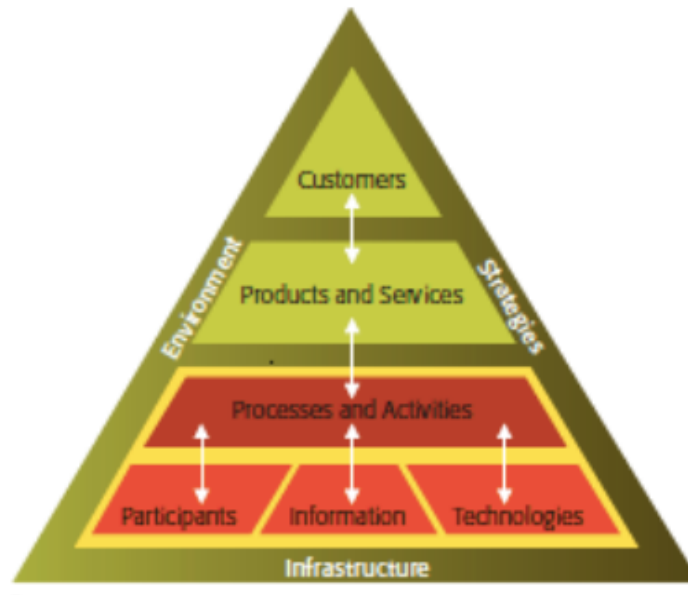 Customers
Environment
Strategies
Products and Services
Processes and Activities
Participants
Information
Technologies
Infrastructure